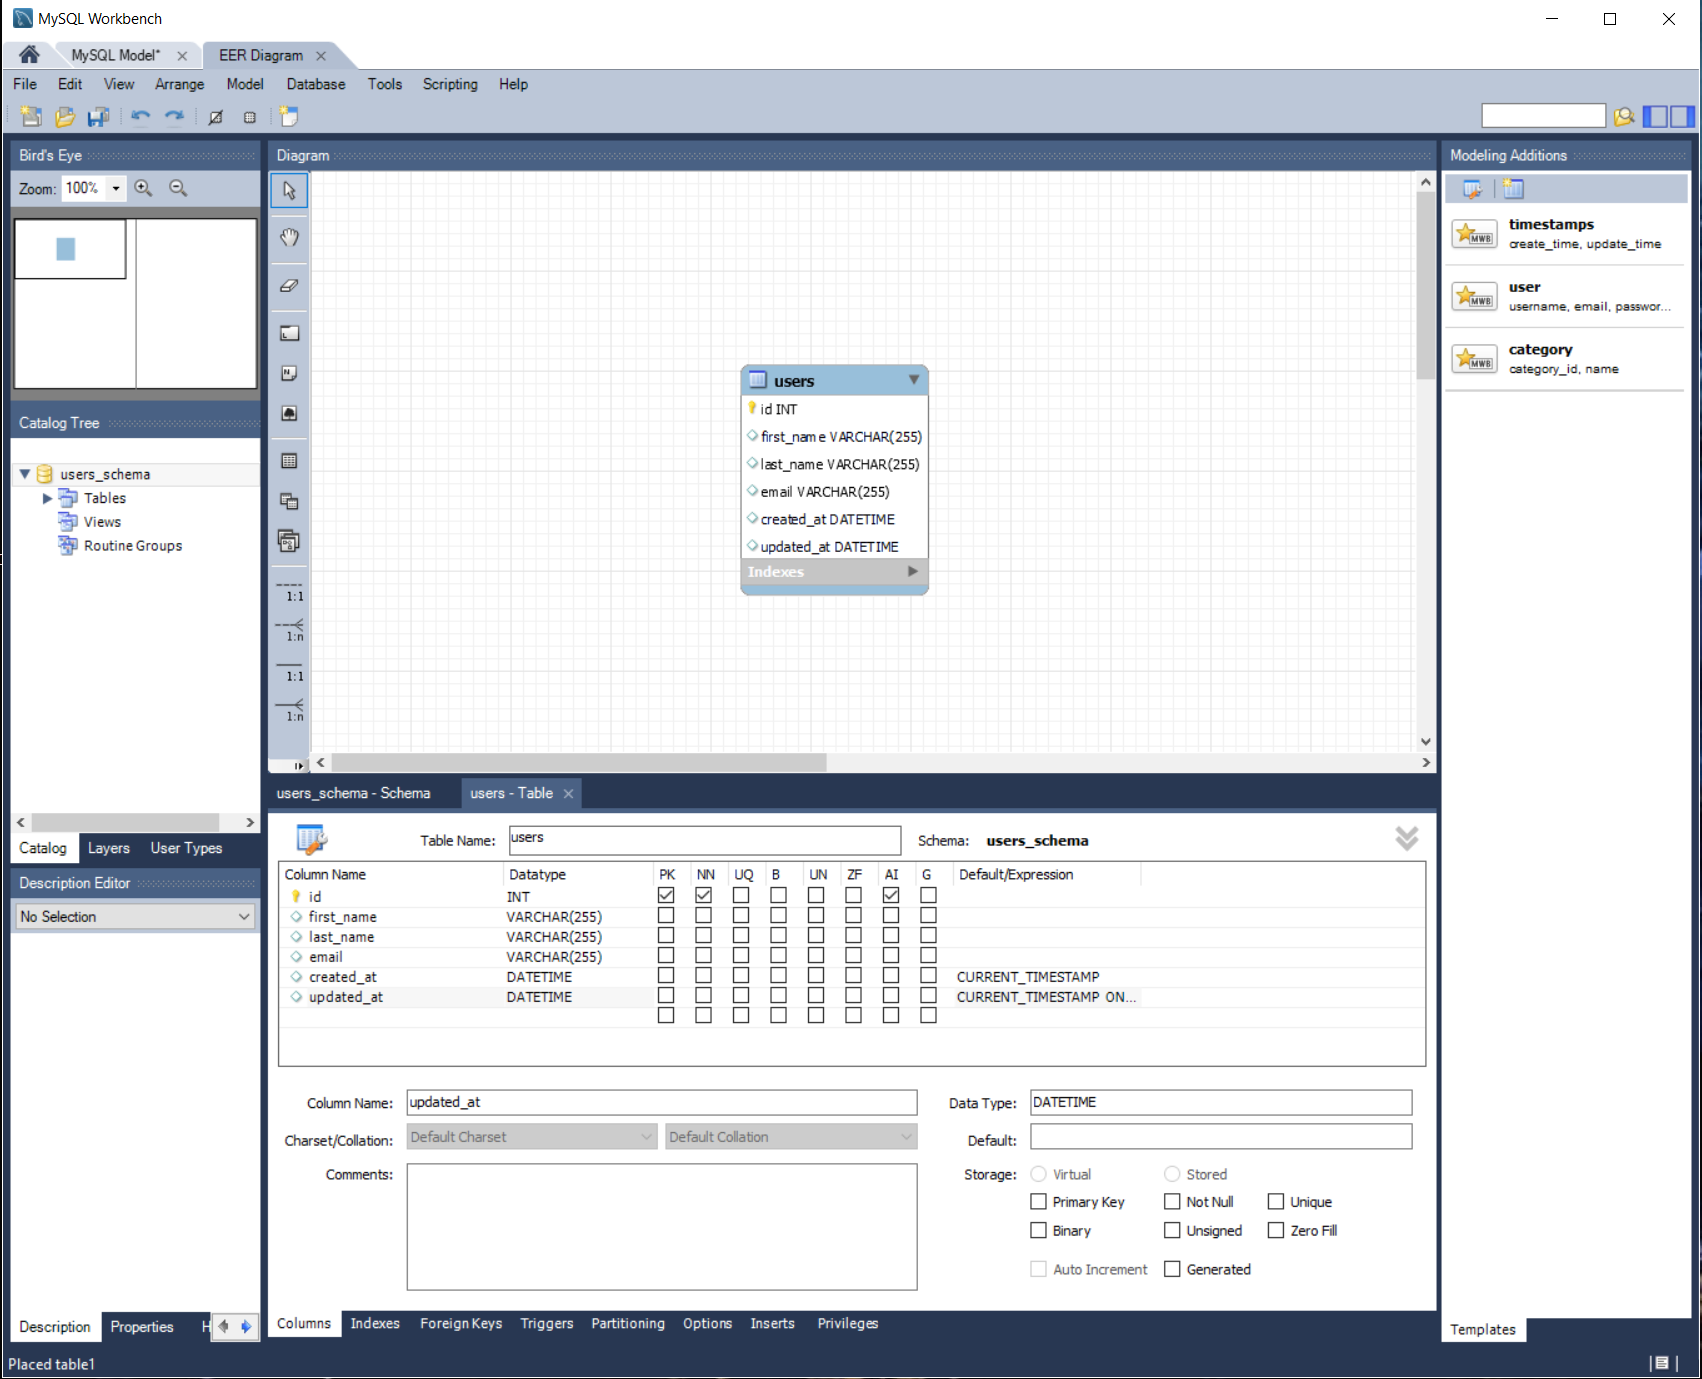 MySQL Workbench
MySQL Model*
EER Diagram
File Edit View Arrange Model Database Tools Scripting Help
Bird's Eye
Zoom: 100%
Catalog Tree
users_schema
Tables
Views
Routine Groups
Catalog Layers User Types
Description Editor
No Selection
Description Properties H
Diagram
1:1
1:n
1:1
1:n
users
id INT
first_name VARCHAR(255)
last_name VARCHAR(255)
email VARCHAR(255)
created_at DATETIME
updated_at DATETIME
Indexes
Modeling Additions
MWB
timestamps
create_time, update_time
MWB
user
username, email, passwor...
MWB
category
category_id, name
Templates
users_schema - Schema
users - Table
Table Name: users
Schema: users_schema
Column Name Datatype PK NN UQ B UN ZF AI G Default/Expression
id INT
first_name VARCHAR(255)
last_name VARCHAR(255)
email VARCHAR(255)
created_at DATETIME CURRENT_TIMESTAMP
updated_at DATETIME CURRENT_TIMESTAMP ON...
Column Name: updated_at
Data Type: DATETIME
Charset/Collation: Default Charset Default Collation
Default:
Comments:
Storage: Virtual Stored
Primary Key Not Null Unique
Binary Unsigned Zero Fill
Auto Increment Generated
Columns Indexes Foreign Keys Triggers Partitioning Options Inserts Privileges
Placed table1